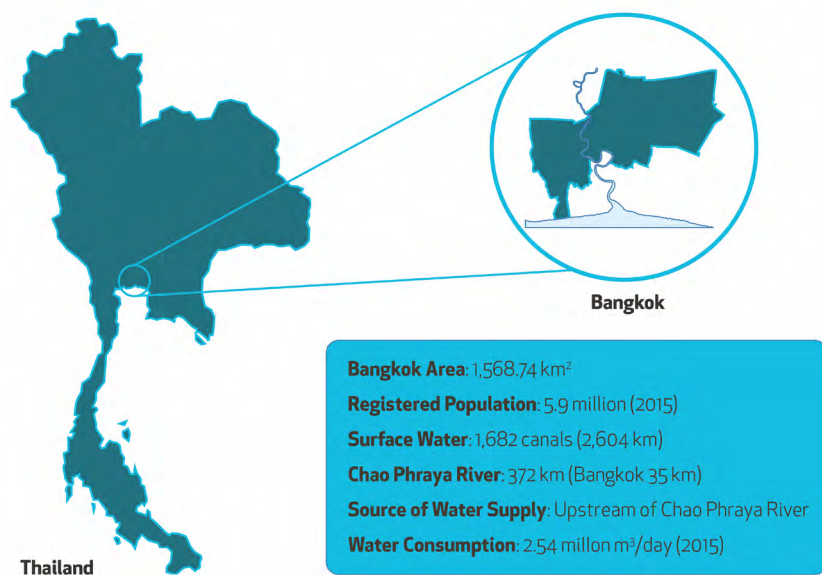 Bangkok
Bangkok Area: 1,568.74 km²
Registered Population: 5.9 million (2015)
Surface Water: 1,682 canals (2,604 km)
Chao Phraya River: 372 km (Bangkok 35 km)
Source of Water Supply: Upstream of Chao Phraya River
Water Consumption: 2.54 millon m³/day (2015)
Thailand